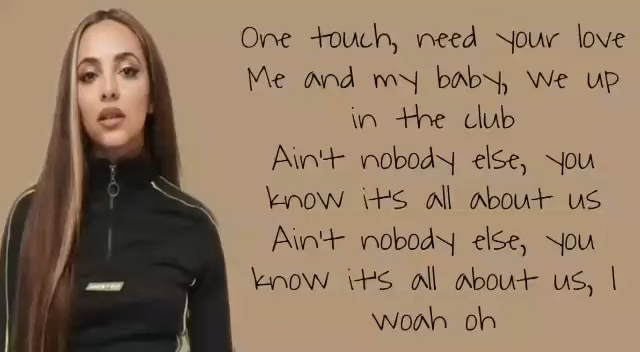 One touch, need your love
Me and my baby, we up
in the club
Ain't nobody else, you
know it's all about us
Ain't nobody else, you
know it's all about us, I
woah oh